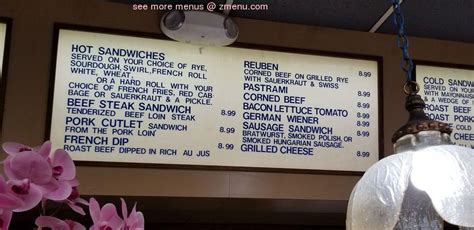 see more menus @ zmenu.com
HOT SANDWICHES
SERVED ON YOUR CHOICE OF RYE,
SOURDOUGH, SWIRL, FRENCH ROLL
WHITE, WHEAT,
OR A HARD ROLL WITH YOUR
CHOICE OF FRENCH FRIES, RED CAB
BAGE OR SAUERKRAUT & A PICKLE.
BEEF STEAK SANDWICH 8.99
TENDERIZED BEEF LOIN STEAK
PORK CUTLET SANDWICH 8.99
FROM THE PORK LOIN
FRENCH DIP 8.99
ROAST BEEF DIPPED IN RICH AU JUS
REUBEN 8.99
CORNED BEEF ON GRILLED RYE
WITH SAUERKRAUT & SWISS
PASTRAMI 8.99
CORNED BEEF 8.99
BACON LETTUCE TOMATO 8.99
GERMAN WIENER 8.99
SAUSAGE SANDWICH 8.99
BRATWURST, SMOKED POLISH, OR
SMOKED HUNGARIAN SAUSAGE.
GRILLED CHEESE 8.99
COLD SANDW
SERVED ON YOUR
WITH
& A WEDGE O
ROAST BEEF
ROAST PORK